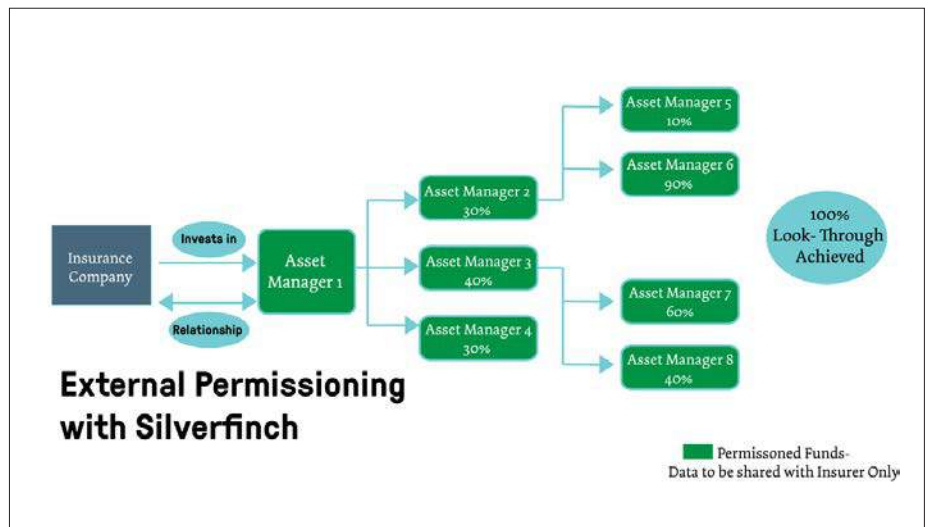 Asset Manager 5
10%
Asset Manager 6
90%
Asset Manager 2
30%
100%
Look- Through
Achieved
Invests in
Insurance
Company
Asset
Manager 1
Asset Manager 3
40%
Asset Manager 7
60%
Relationship
Asset Manager 4
30%
Asset Manager 8
40%
External Permissioning
with Silverfinch
Permissoned Funds-
Data to be shared with Insurer Only